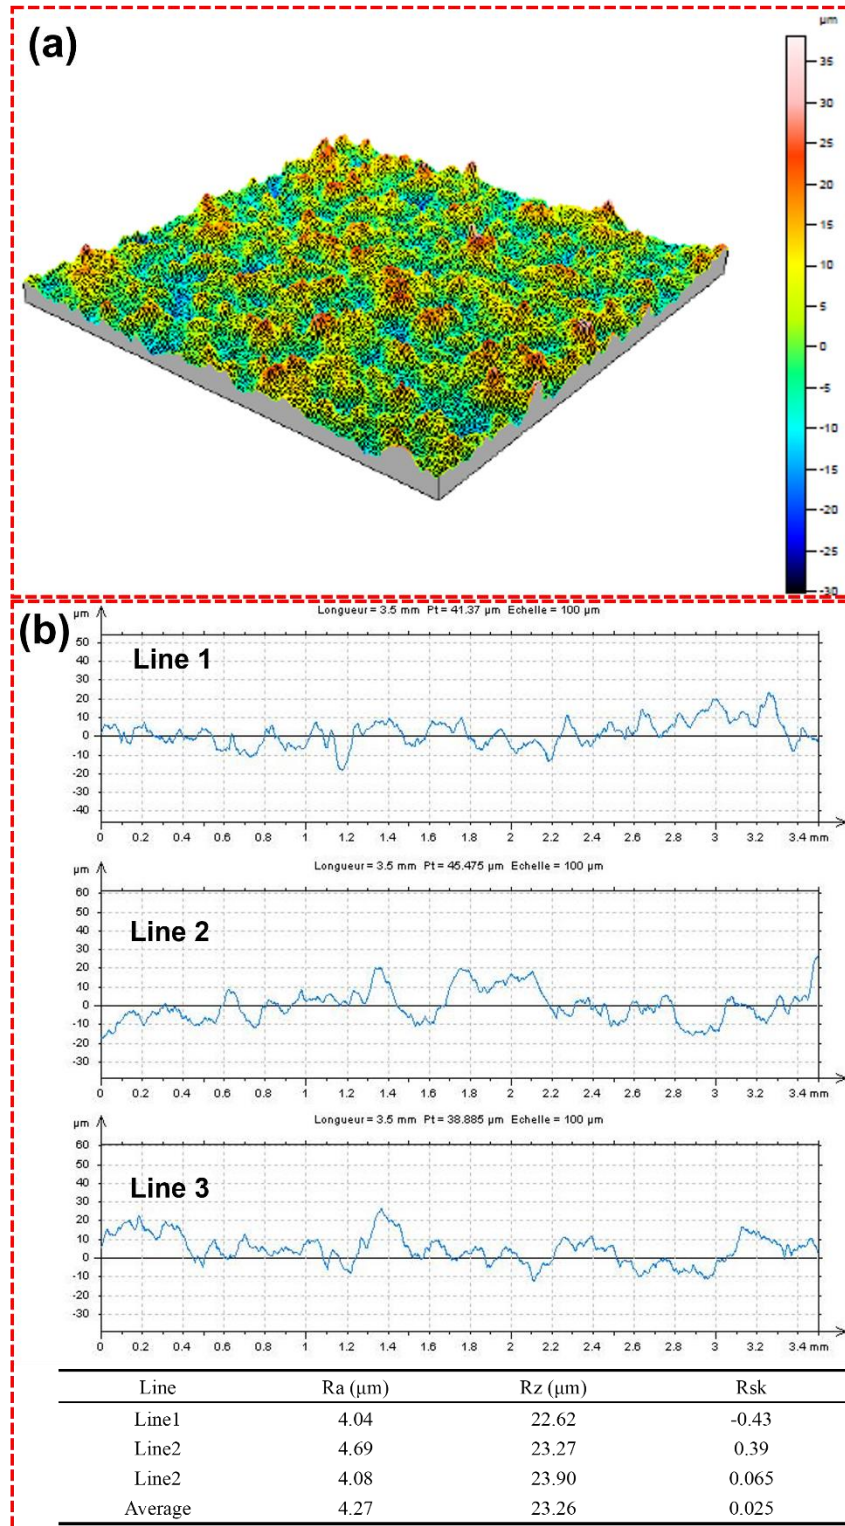 (a)
µm
35
30
25
20
15
10
5
0
-5
-10
-15
-20
-25
-30
(b)
Longueur = 3.5 mm Pt = 41.37 µm Echelle = 100 µm
µm
Line 1
50
40
30
20
10
0
-10
-20
-30
-40
0 0.2 0.4 0.6 0.8 1 1.2 1.4 1.6 1.8 2 2.2 2.4 2.6 2.8 3 3.2 3.4 mm
Longueur = 3.5 mm Pt = 45.475 µm Echelle = 100 µm
µm
Line 2
60
50
40
30
20
10
0
-10
-20
-30
0 0.2 0.4 0.6 0.8 1 1.2 1.4 1.6 1.8 2 2.2 2.4 2.6 2.8 3 3.2 3.4 mm
Longueur = 3.5 mm Pt = 38.885 µm Echelle = 100 µm
µm
Line 3
60
50
40
30
20
10
0
-10
-20
-30
0 0.2 0.4 0.6 0.8 1 1.2 1.4 1.6 1.8 2 2.2 2.4 2.6 2.8 3 3.2 3.4 mm
Line Ra (µm) Rz (µm) Rsk
Line1 4.04 22.62 -0.43
Line2 4.69 23.27 0.39
Line2 4.08 23.90 0.065
Average 4.27 23.26 0.025